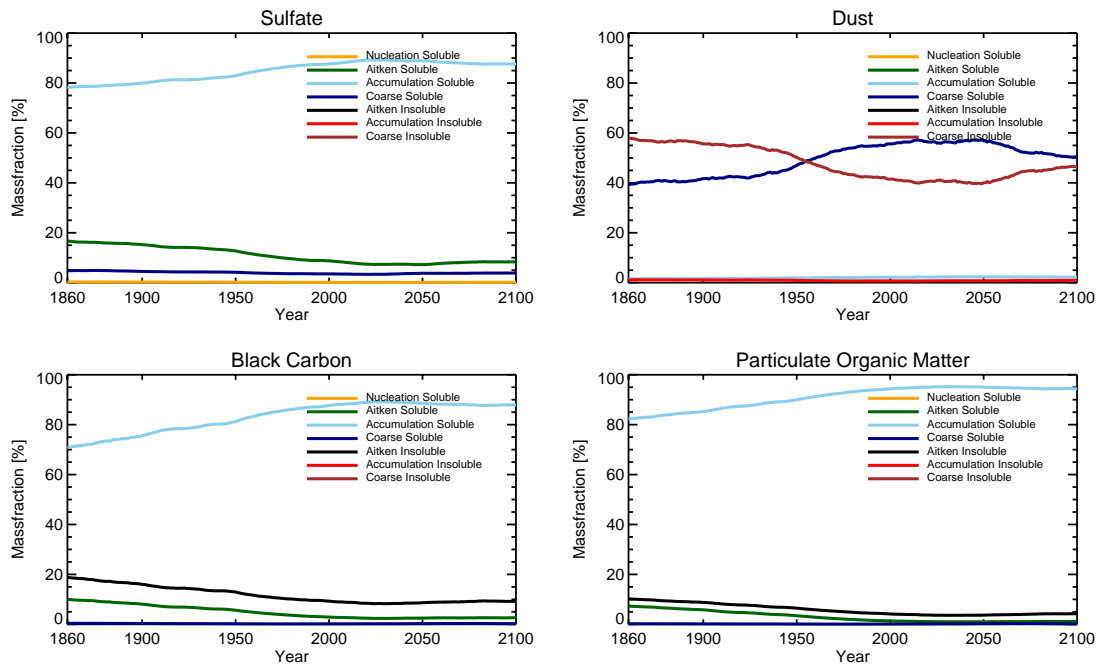 Sulfate
Massfraction [%]
100
80
60
40
20
0
Nucleation Soluble
Aitken Soluble
Accumulation Soluble
Coarse Soluble
Aitken Insoluble
Accumulation Insoluble
Coarse Insoluble
1860 1900 1950 2000 2050 2100
Year
Dust
Massfraction [%]
100
80
60
40
20
0
Nucleation Soluble
Aitken Soluble
Accumulation Soluble
Coarse Soluble
Aitken Insoluble
Accumulation Insoluble
Coarse Insoluble
1860 1900 1950 2000 2050 2100
Year
Black Carbon
Massfraction [%]
100
80
60
40
20
0
Nucleation Soluble
Aitken Soluble
Accumulation Soluble
Coarse Soluble
Aitken Insoluble
Accumulation Insoluble
Coarse Insoluble
1860 1900 1950 2000 2050 2100
Year
Particulate Organic Matter
Massfraction [%]
100
80
60
40
20
0
Nucleation Soluble
Aitken Soluble
Accumulation Soluble
Coarse Soluble
Aitken Insoluble
Accumulation Insoluble
Coarse Insoluble
1860 1900 1950 2000 2050 2100
Year